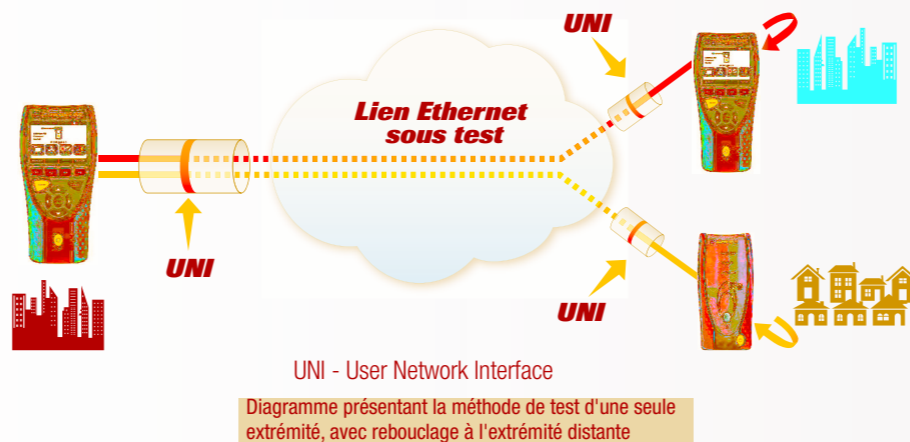 UNI
Lien Ethernet
sous test
UNI
UNI
UNI - User Network Interface
Diagramme présentant la méthode de test d'une seule
extrémité, avec rebouclage à l'extrémité distante